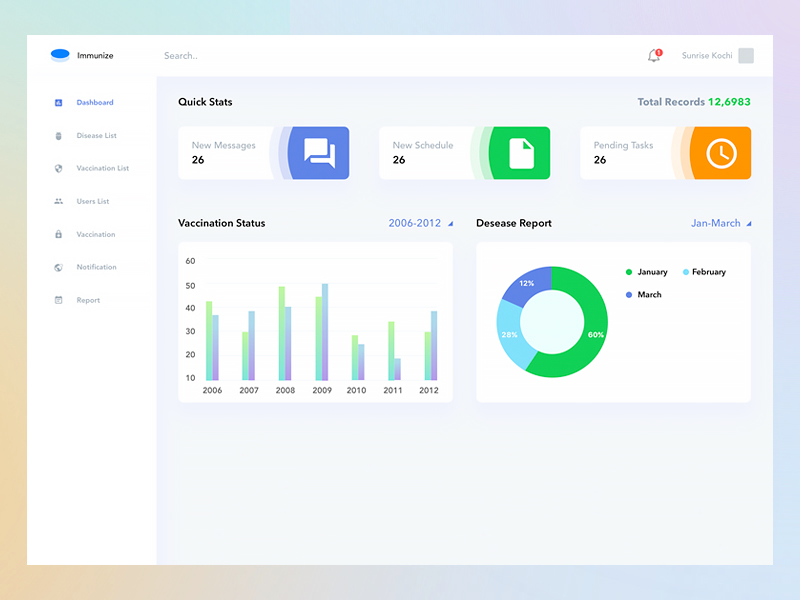 Immunize
Search..
1
Sunrise Kochi
Dashboard
Disease List
Vaccination List
Users List
Vaccination
Notification
Report
Quick Stats
Total Records 12,6983
New Messages
26
New Schedule
26
Pending Tasks
26
Vaccination Status
2006-2012
60
50
40
30
20
10
2006 2007 2008 2009 2010 2011 2012
Desease Report
Jan-March
12%
28%
60%
January
February
March